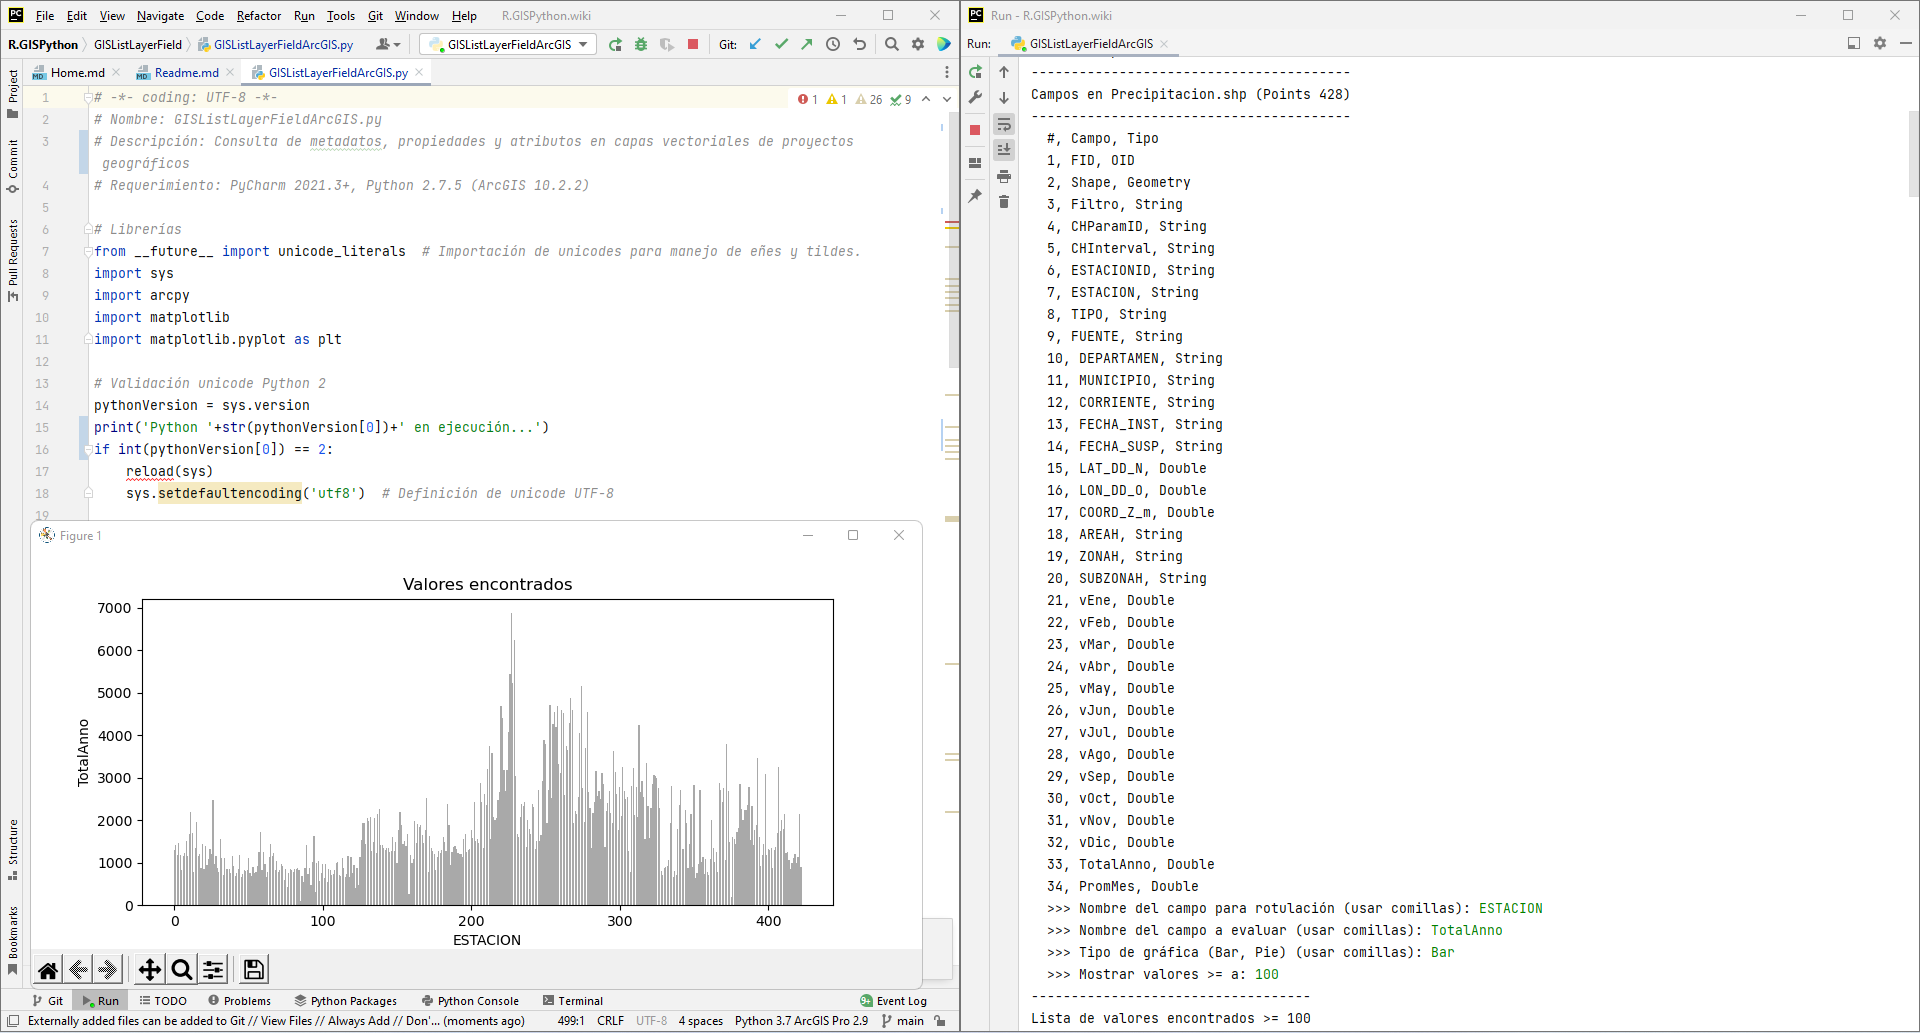 File Edit View Navigate Code Refactor Run Tools Git Window Help R.GISPython.wiki
R.GISPython GISListLayerField GISListLayerFieldArcGIS.py GISListLayerFieldArcGIS Git:
Home.md Readme.md GISListLayerFieldArcGIS.py
Project
Commit
Pull Requests
Structure
Bookmarks
1 26 9
1 1
1 # -*- coding: UTF-8 -*-
2 # Nombre: GISListLayerFieldArcGIS.py
3 # Descripción: Consulta de metadatos, propiedades y atributos en capas vectoriales de proyectos
geográficos
4 # Requerimiento: PyCharm 2021.3+, Python 2.7.5 (ArcGIS 10.2.2)
5
6 # Librerías
7 from __future__ import unicode_literals  # Importación de unicodes para manejo de eñes y tildes.
8 import sys
9 import arcpy
10 import matplotlib
11 import matplotlib.pyplot as plt
12
13 # Validación unicode Python 2
14 pythonVersion = sys.version
15 print('Python '+str(pythonVersion[0])+' en ejecución...')
16 if int(pythonVersion[0]) == 2:
17 reload(sys)
18 sys.setdefaultencoding('utf8')  # Definición de unicode UTF-8
19
Figure 1
Valores encontrados
7000
6000
5000
4000
3000
2000
1000
0
TotalAnno
0 100 200 300 400
ESTACION
Git Run TODO Problems Python Packages Python Console Terminal 9+ Event Log
Externally added files can be added to Git // View Files // Always Add // Don'... (moments ago) 499:1 CRLF UTF-8 4 spaces Python 3.7 ArcGIS Pro 2.9 main
Run - R.GISPython.wiki
Run: GISListLayerFieldArcGIS
----------------------------------------
Campos en Precipitacion.shp (Points 428)
----------------------------------------
#, Campo, Tipo
1, FID, OID
2, Shape, Geometry
3, Filtro, String
4, CHParamID, String
5, CHInterval, String
6, ESTACIONID, String
7, ESTACION, String
8, TIPO, String
9, FUENTE, String
10, DEPARTAMEN, String
11, MUNICIPIO, String
12, CORRIENTE, String
13, FECHA_INST, String
14, FECHA_SUSP, String
15, LAT_DD_N, Double
16, LON_DD_O, Double
17, COORD_Z_m, Double
18, AREAH, String
19, ZONAH, String
20, SUBZONAH, String
21, vEne, Double
22, vFeb, Double
23, vMar, Double
24, vAbr, Double
25, vMay, Double
26, vJun, Double
27, vJul, Double
28, vAgo, Double
29, vSep, Double
30, vOct, Double
31, vNov, Double
32, vDic, Double
33, TotalAnno, Double
34, PromMes, Double
>>> Nombre del campo para rotulación (usar comillas): ESTACION
>>> Nombre del campo a evaluar (usar comillas): TotalAnno
>>> Tipo de gráfica (Bar, Pie) (usar comillas): Bar
>>> Mostrar valores >= a: 100
-----------------------------------
Lista de valores encontrados >= 100